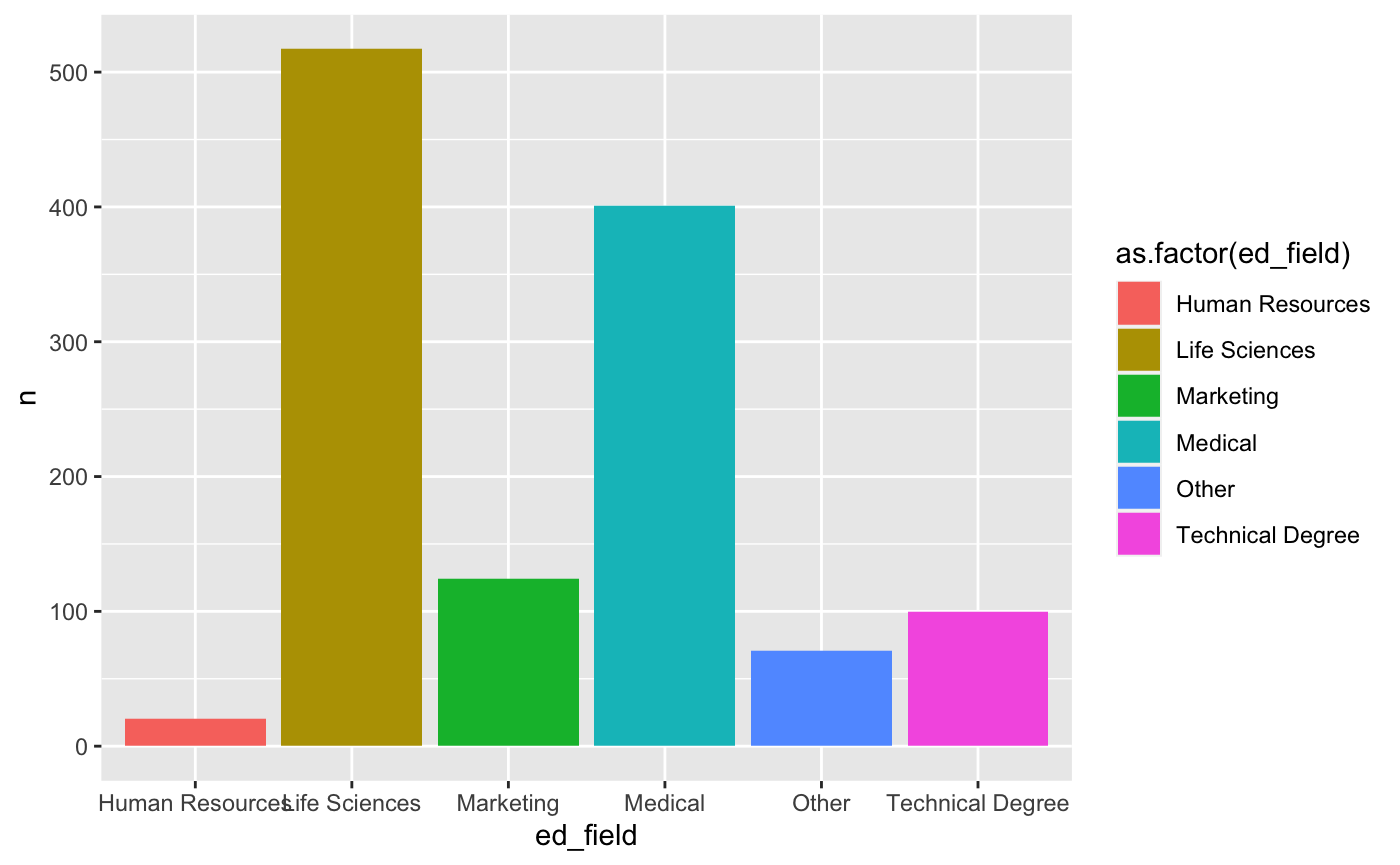 500
400
300
200
100
0
n
Human Resources
Life Sciences
Marketing
Medical
Other
Technical Degree
ed_field
as.factor(ed_field)
Human Resources
Life Sciences
Marketing
Medical
Other
Technical Degree